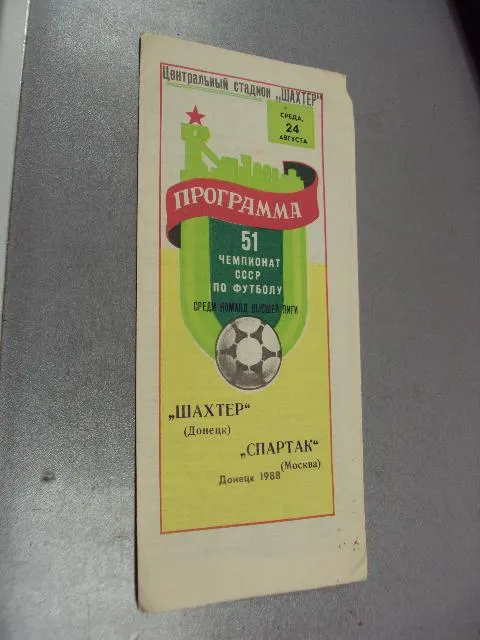 Центральный стадион „ШАХТЕР“
СРЕДА,
24
АВГУСТА
ПРОГРАММА
51
ЧЕМПИОНАТ
СССР
ПО ФУТБОЛУ
СРЕДИ КОМАНД ВЫСШЕЙ ЛИГИ
„ШАХТЕР“
(Донецк)
„СПАРТАК“
(Москва)
Донецк 1988